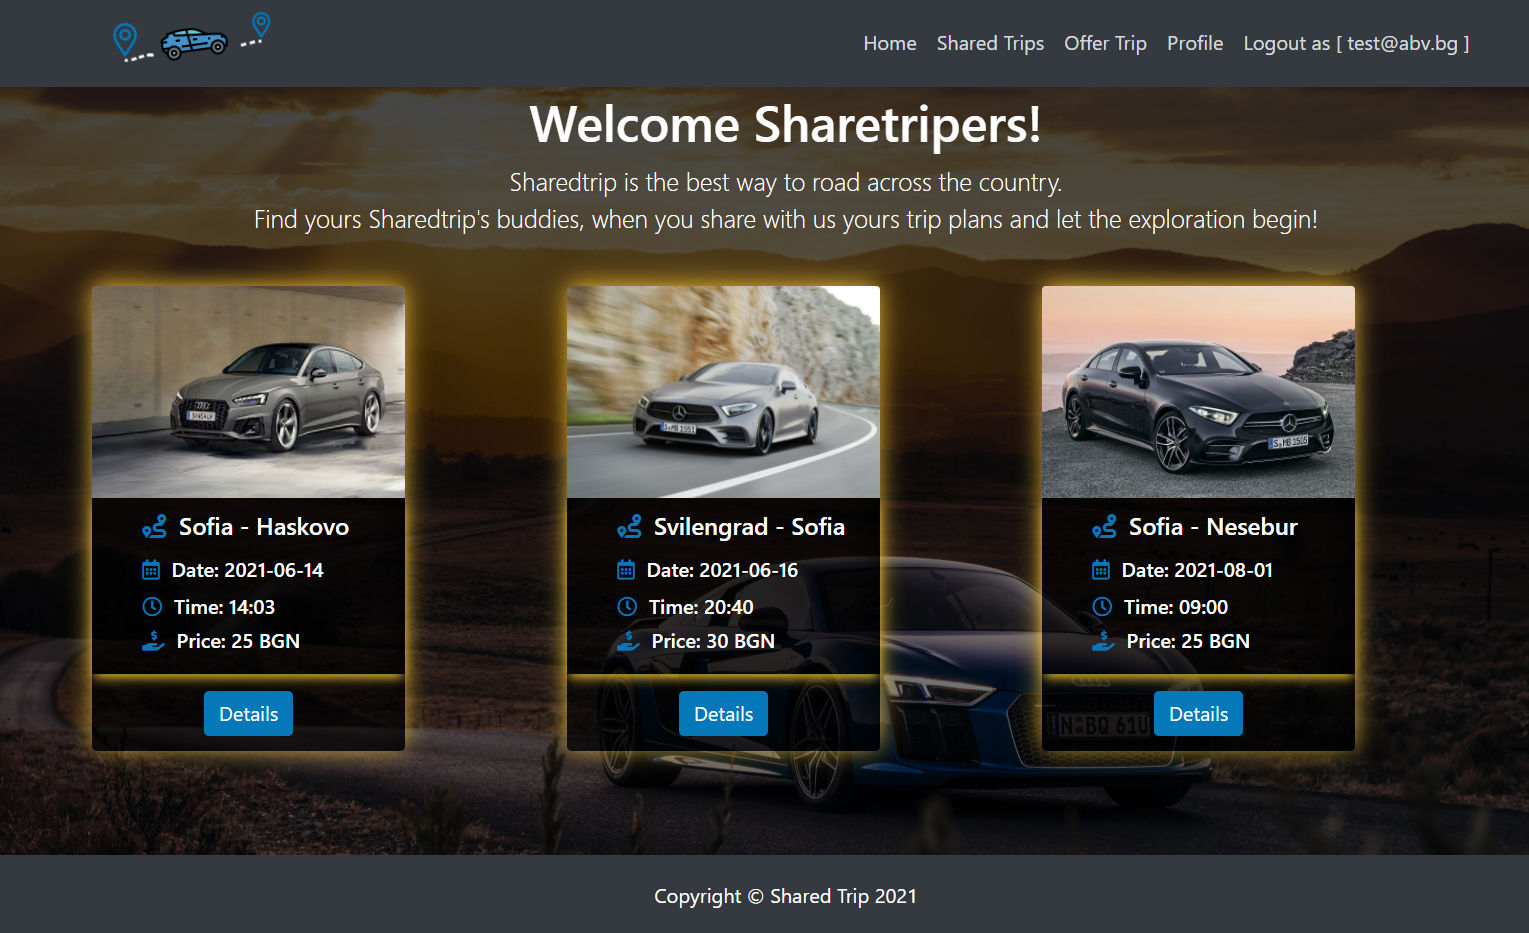 Home Shared Trips Offer Trip Profile Logout as [ test@abv.bg ]
Welcome Sharetripers!
Sharedtrip is the best way to road across the country.
Find yours Sharedtrip's buddies, when you share with us yours trip plans and let the exploration begin!
S:MB 1551
S:MB 1505
Sofia - Haskovo
Date: 2021-06-14
Time: 14:03
Price: 25 BGN
Details
Svilengrad - Sofia
Date: 2021-06-16
Time: 20:40
Price: 30 BGN
Details
Sofia - Nesebur
Date: 2021-08-01
Time: 09:00
Price: 25 BGN
Details
Copyright © Shared Trip 2021